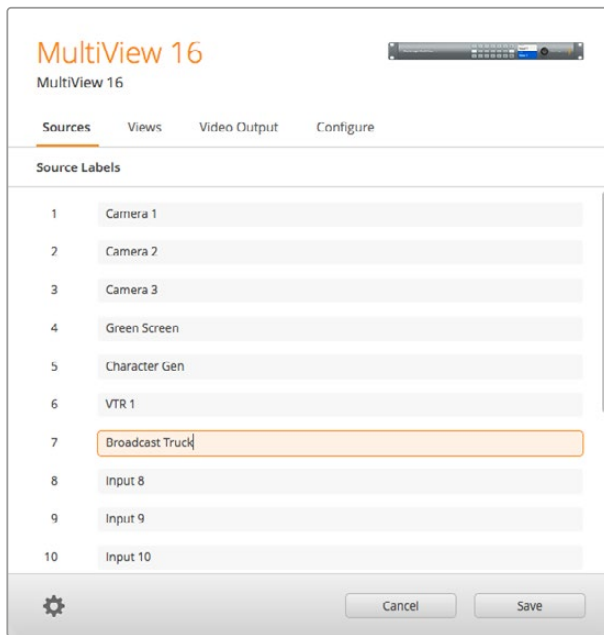 MultiView 16
MultiView 16
Sources Views Video Output Configure
Source Labels
1 Camera 1
2 Camera 2
3 Camera 3
4 Green Screen
5 Character Gen
6 VTR 1
7 Broadcast Truck
8 Input 8
9 Input 9
10 Input 10
Cancel Save